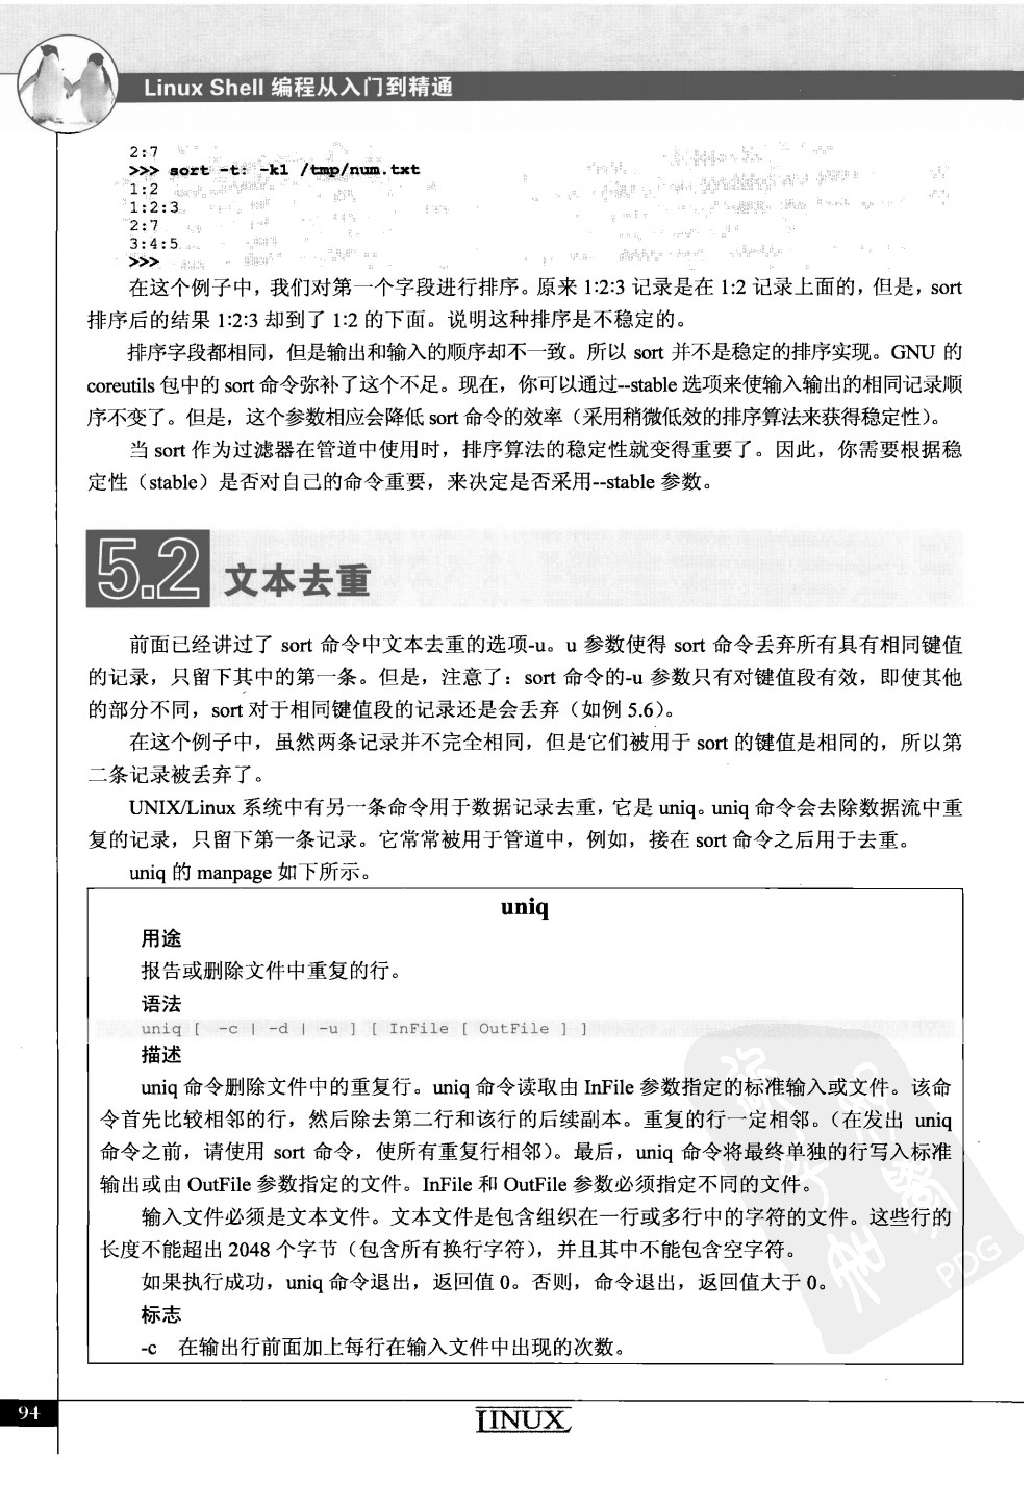 Linux Shell 编程从入门到精通
2:7
>>> sort -t: -k1 /tmp/num.txt
1:2
1:2:3
2:7
3:4:5
>>>
在这个例子中，我们对第一个字段进行排序。原来 1:2:3 记录是在 1:2 记录上面的，但是，sort
排序后的结果 1:2:3 却到了 1:2 的下面。说明这种排序是不稳定的。
排序字段都相同，但是输出和输入的顺序却不一致。所以 sort 并不是稳定的排序实现。GNU 的
coreutils 包中的 sort 命令弥补了这个不足。现在，你可以通过--stable 选项来使输入输出的相同记录顺
序不变了。但是，这个参数相应会降低 sort 命令的效率（采用稍微低效的排序算法来获得稳定性）。
当 sort 作为过滤器在管道中使用时，排序算法的稳定性就变得重要了。因此，你需要根据稳
定性（stable）是否对自己的命令重要，来决定是否采用--stable 参数。
5.2 文本去重
前面已经讲过了 sort 命令中文本去重的选项-u。u 参数使得 sort 命令丢弃所有具有相同键值
的记录，只留下其中的第一条。但是，注意了：sort 命令的-u 参数只有对键值段有效，即使其他
的部分不同，sort 对于相同键值段的记录还是会丢弃（如例 5.6）。
在这个例子中，虽然两条记录并不完全相同，但是它们被用于 sort 的键值是相同的，所以第
二条记录被丢弃了。
UNIX/Linux 系统中有另一条命令用于数据记录去重，它是 uniq。uniq 命令会去除数据流中重
复的记录，只留下第一条记录。它常常被用于管道中，例如，接在 sort 命令之后用于去重。
uniq 的 manpage 如下所示。
uniq
用途
报告或删除文件中重复的行。
语法
uniq [ -c | -d | -u ] [ InFile [ OutFile ] ]
描述
uniq 命令删除文件中的重复行。uniq 命令读取由 InFile 参数指定的标准输入或文件。该命
令首先比较相邻的行，然后除去第二行和该行的后续副本。重复的行一定相邻。（在发出 uniq
命令之前，请使用 sort 命令，使所有重复行相邻）。最后，uniq 命令将最终单独的行写入标准
输出或由 OutFile 参数指定的文件。InFile 和 OutFile 参数必须指定不同的文件。
输入文件必须是文本文件。文本文件是包含组织在一行或多行中的字符的文件。这些行的
长度不能超出 2048 个字节（包含所有换行字符），并且其中不能包含空字符。
如果执行成功，uniq 命令退出，返回值 0。否则，命令退出，返回值大于 0。
标志
-c 在输出行前面加上每行在输入文件中出现的次数。
PDG
94
LINUX